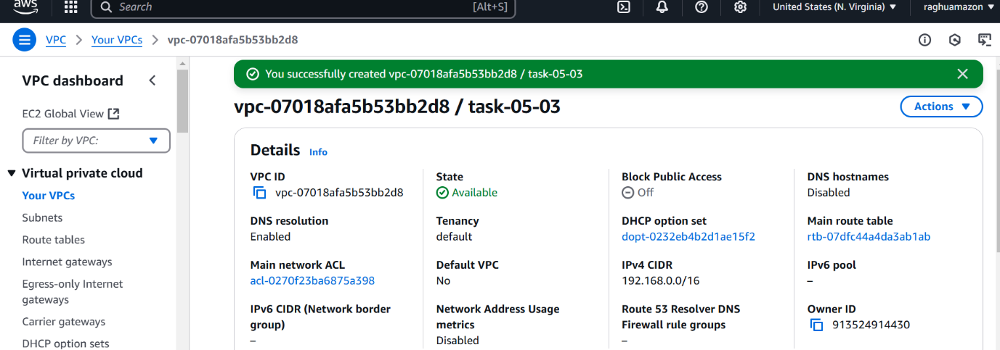 aws
Search [Alt+S] United States (N. Virginia) raghuamazon
VPC Your VPCs vpc-07018afa5b53bb2d8
VPC dashboard
EC2 Global View
Filter by VPC:
Virtual private cloud
Your VPCs
Subnets
Route tables
Internet gateways
Egress-only Internet
gateways
Carrier gateways
DHCP option sets
You successfully created vpc-07018afa5b53bb2d8 / task-05-03
vpc-07018afa5b53bb2d8 / task-05-03
Actions
Details Info
VPC ID
vpc-07018afa5b53bb2d8
State
Available
Block Public Access
Off
DNS hostnames
Disabled
DNS resolution
Enabled
Tenancy
default
DHCP option set
dopt-0232eb4b2d1ae15f2
Main route table
rtb-07dfc44a4da3ab1ab
Main network ACL
acl-0270f23ba6875a398
Default VPC
No
IPv4 CIDR
192.168.0.0/16
IPv6 pool
–
IPv6 CIDR (Network border
group)
–
Network Address Usage
metrics
Disabled
Route 53 Resolver DNS
Firewall rule groups
–
Owner ID
913524914430